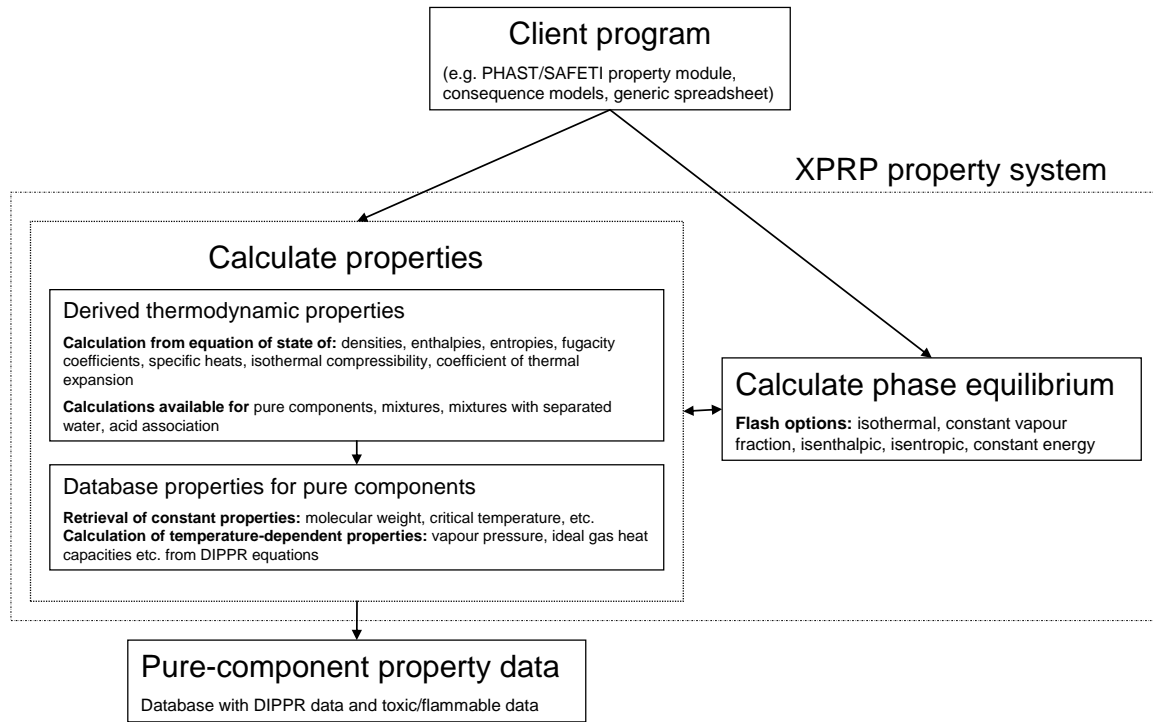 Client program
(e.g. PHAST/SAFETI property module,
consequence models, generic spreadsheet)
XPRP property system
Calculate properties
Derived thermodynamic properties
Calculation from equation of state of: densities, enthalpies, entropies, fugacity
coefficients, specific heats, isothermal compressibility, coefficient of thermal
expansion
Calculations available for pure components, mixtures, mixtures with separated
water, acid association
Calculate phase equilibrium
Flash options: isothermal, constant vapour
fraction, isenthalpic, isentropic, constant energy
Database properties for pure components
Retrieval of constant properties: molecular weight, critical temperature, etc.
Calculation of temperature-dependent properties: vapour pressure, ideal gas heat
capacities etc. from DIPPR equations
Pure-component property data
Database with DIPPR data and toxic/flammable data